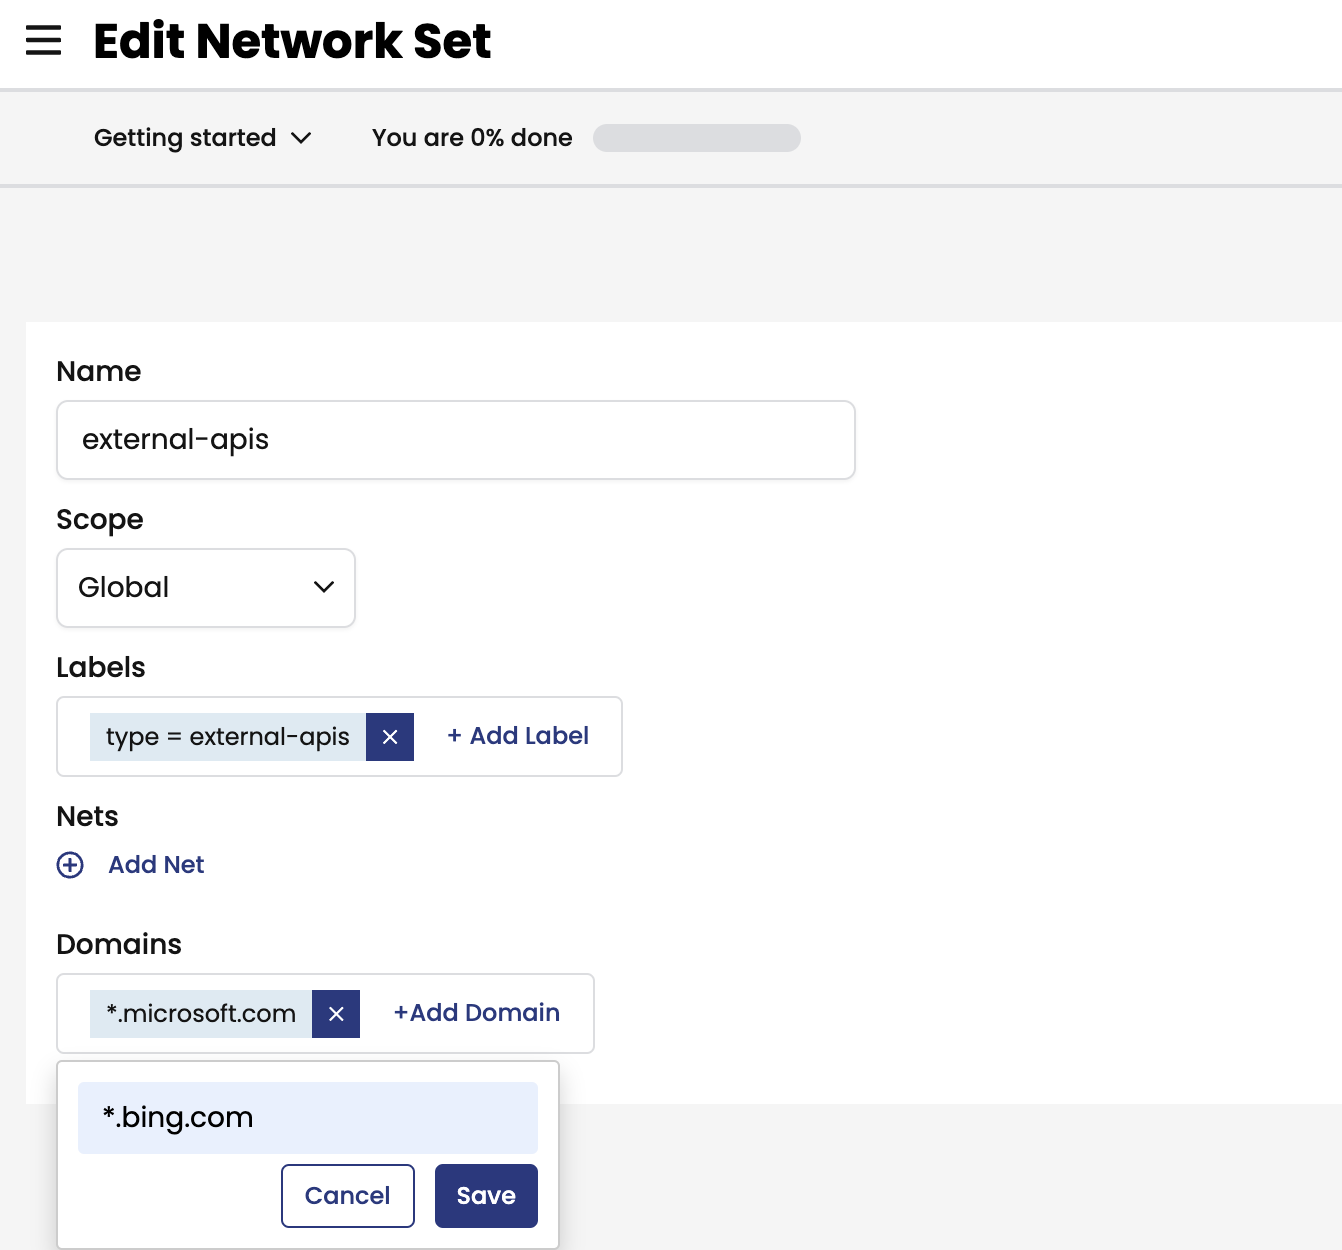 Edit Network Set
Getting started You are 0% done
Name
external-apis
Scope
Global
Labels
type = external-apis × + Add Label
Nets
Add Net
Domains
*.microsoft.com × +Add Domain
*.bing.com
Cancel Save